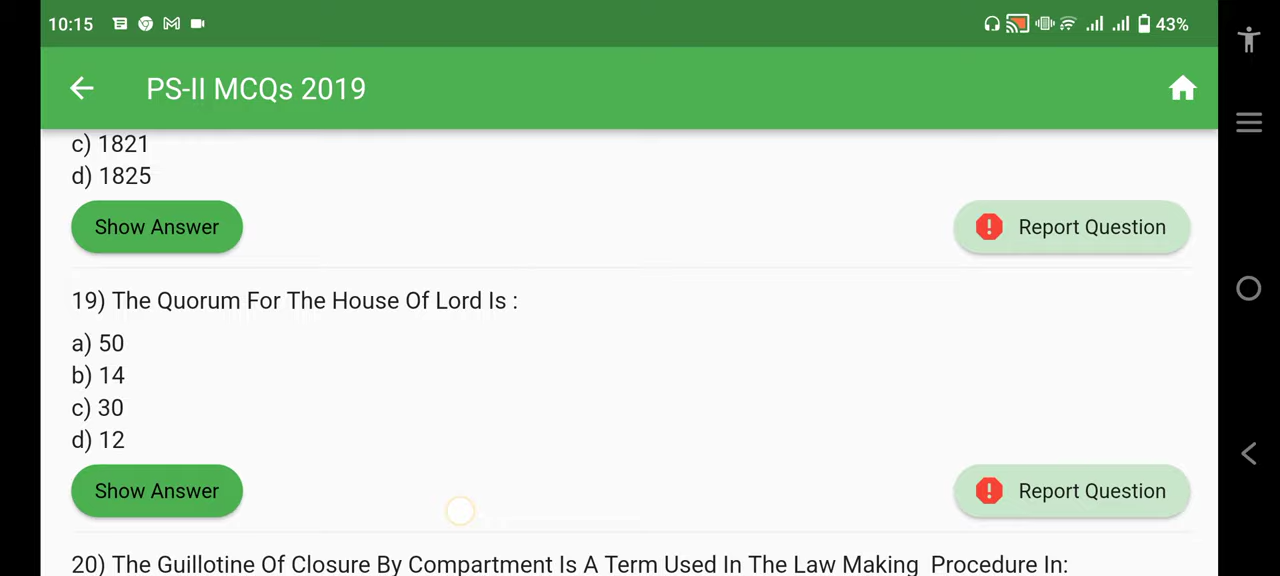 10:15
43%
PS-II MCQs 2019
c) 1821
d) 1825
Show Answer
Report Question
19) The Quorum For The House Of Lord Is :
a) 50
b) 14
c) 30
d) 12
Show Answer
Report Question
20) The Guillotine Of Closure By Compartment Is A Term Used In The Law Making  Procedure In: